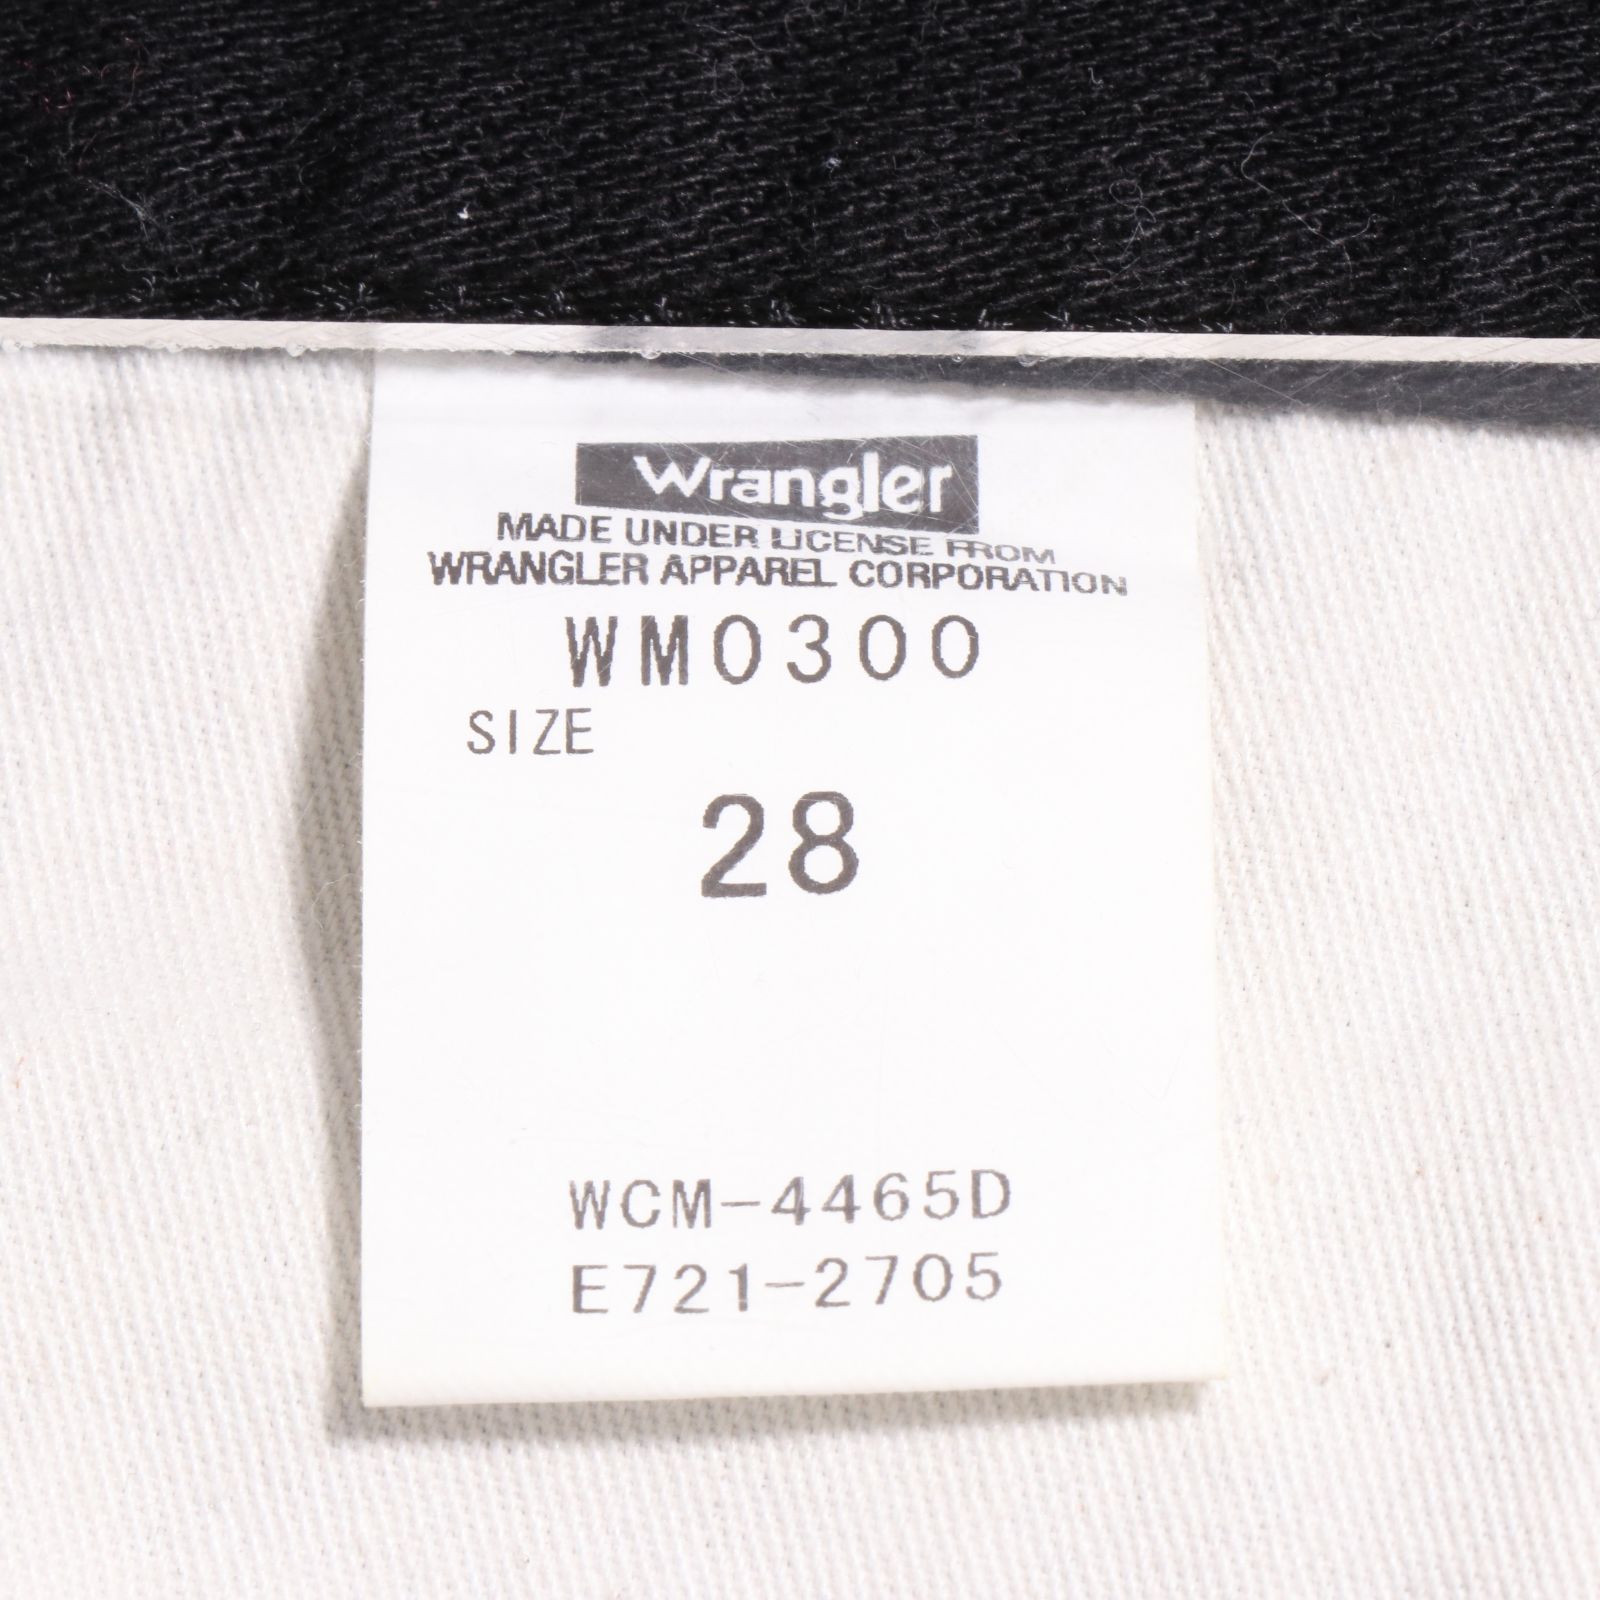 Wrangler
MADE UNDER LICENSE FROM
WRANGLER APPAREL CORPORATION
WM0300
SIZE
28
WCM-4465D
E721-2705